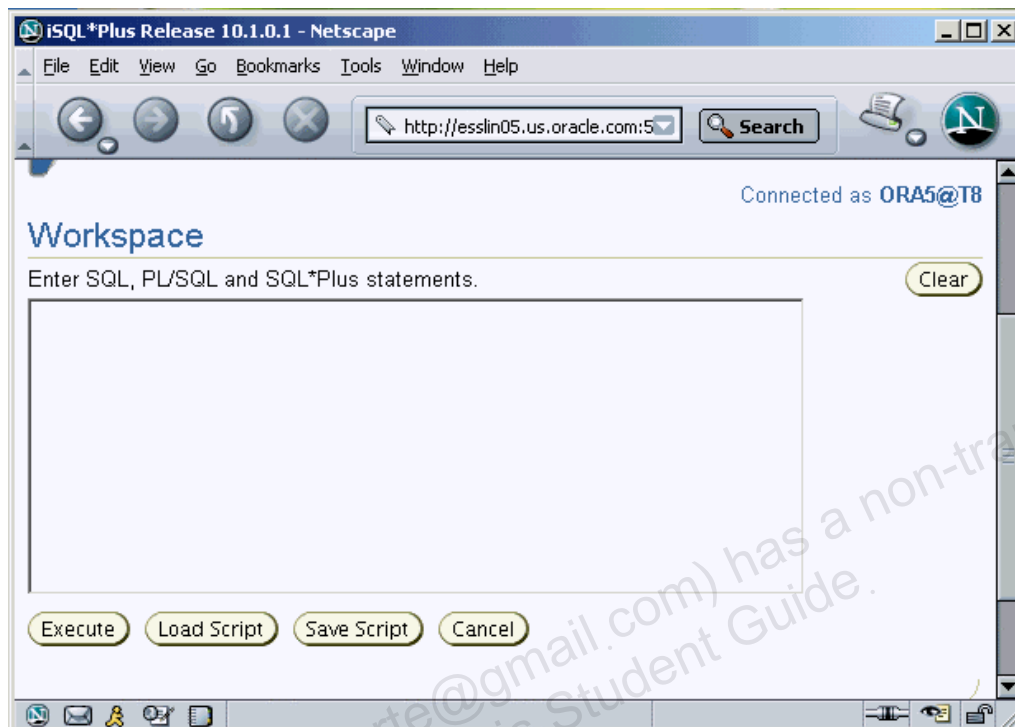 iSQL*Plus Release 10.1.0.1 - Netscape
File Edit View Go Bookmarks Tools Window Help
http://esslin05.us.oracle.com:5 Search N
Connected as ORA5@T8
Workspace
Enter SQL, PL/SQL and SQL*Plus statements. Clear
Execute Load Script Save Script Cancel
) has a non-tra
@gmail.com)
Student Guide.